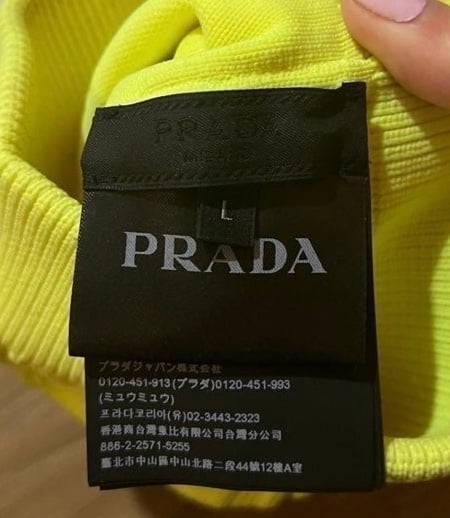 PRADA
MILANO
L
PRADA
プラダジャパン株式会社
0120-451-913(プラダ)0120-451-993
(ミュウミュウ)
프라다코리아(유)02-3443-2323
香港商台灣意比有限公司台灣分公司
886-2-2571-5255
臺北市中山區中山北路二段44號12樓A室